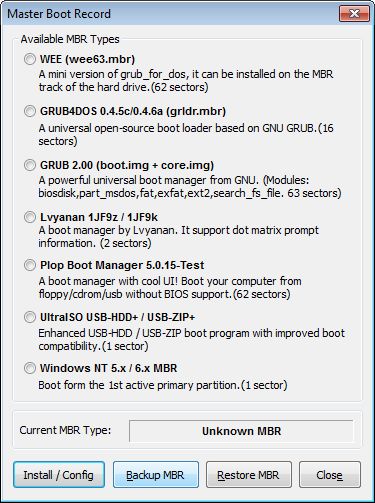 Master Boot Record
Available MBR Types
WEE (wee63.mbr)
A mini version of grub_for_dos, it can be installed on the MBR
track of the hard drive.(62 sectors)
GRUB4DOS 0.4.5c/0.4.6a (grldr.mbr)
A universal open-source boot loader based on GNU GRUB.(16
sectors)
GRUB 2.00 (boot.img + core.img)
A powerful universal boot manager from GNU. (Modules:
biosdisk,part_msdos,fat,exfat,ext2,search_fs_file. 63 sectors)
Lvyanan 1JF9z / 1JF9k
A boot manager by Lvyanan. It support dot matrix prompt
information. (2 sectors)
Plop Boot Manager 5.0.15-Test
A boot manager with cool UI! Boot your computer from
floppy/cdrom/usb without BIOS support.(62 sectors)
UltraISO USB-HDD+ / USB-ZIP+
Enhanced USB-HDD / USB-ZIP boot program with improved boot
compatibility.(1 sector)
Windows NT 5.x / 6.x MBR
Boot form the 1st active primary partition.(1 sector)
Current MBR Type: Unknown MBR
Install / Config Backup MBR Restore MBR Close